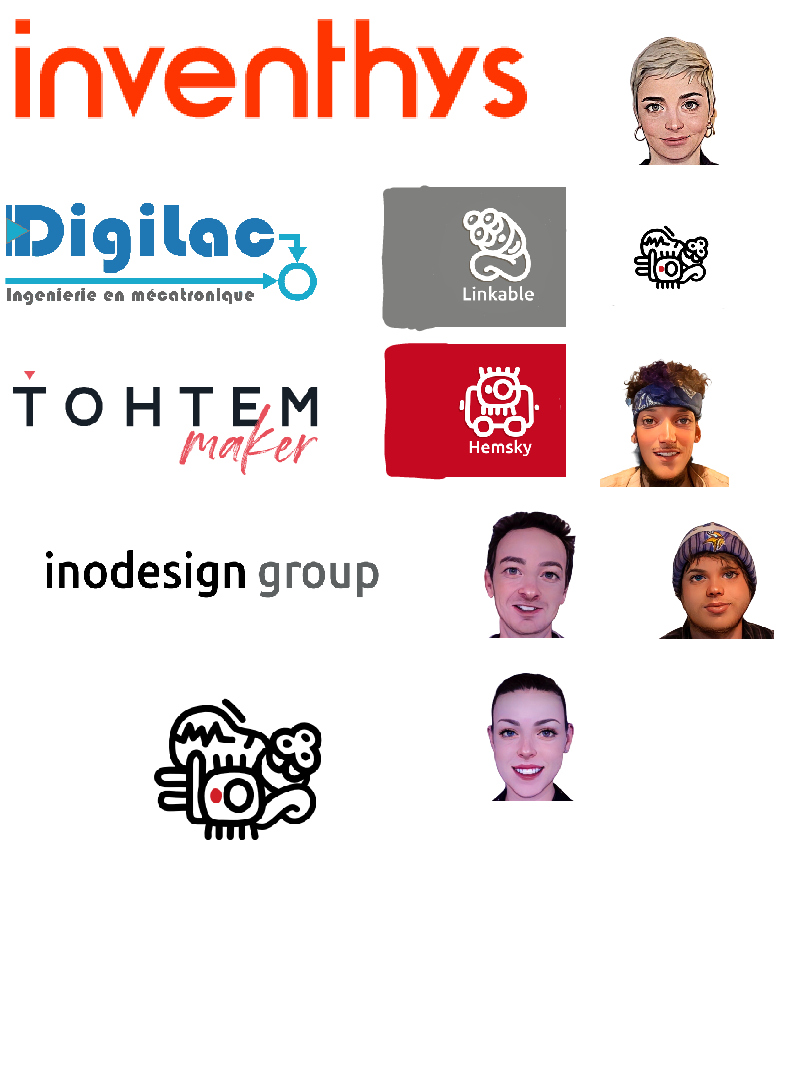 inventhys
DigiLac
Ingenierie en mécatronique
Linkable
TOHTEM
maker
Hemsky
inodesign group